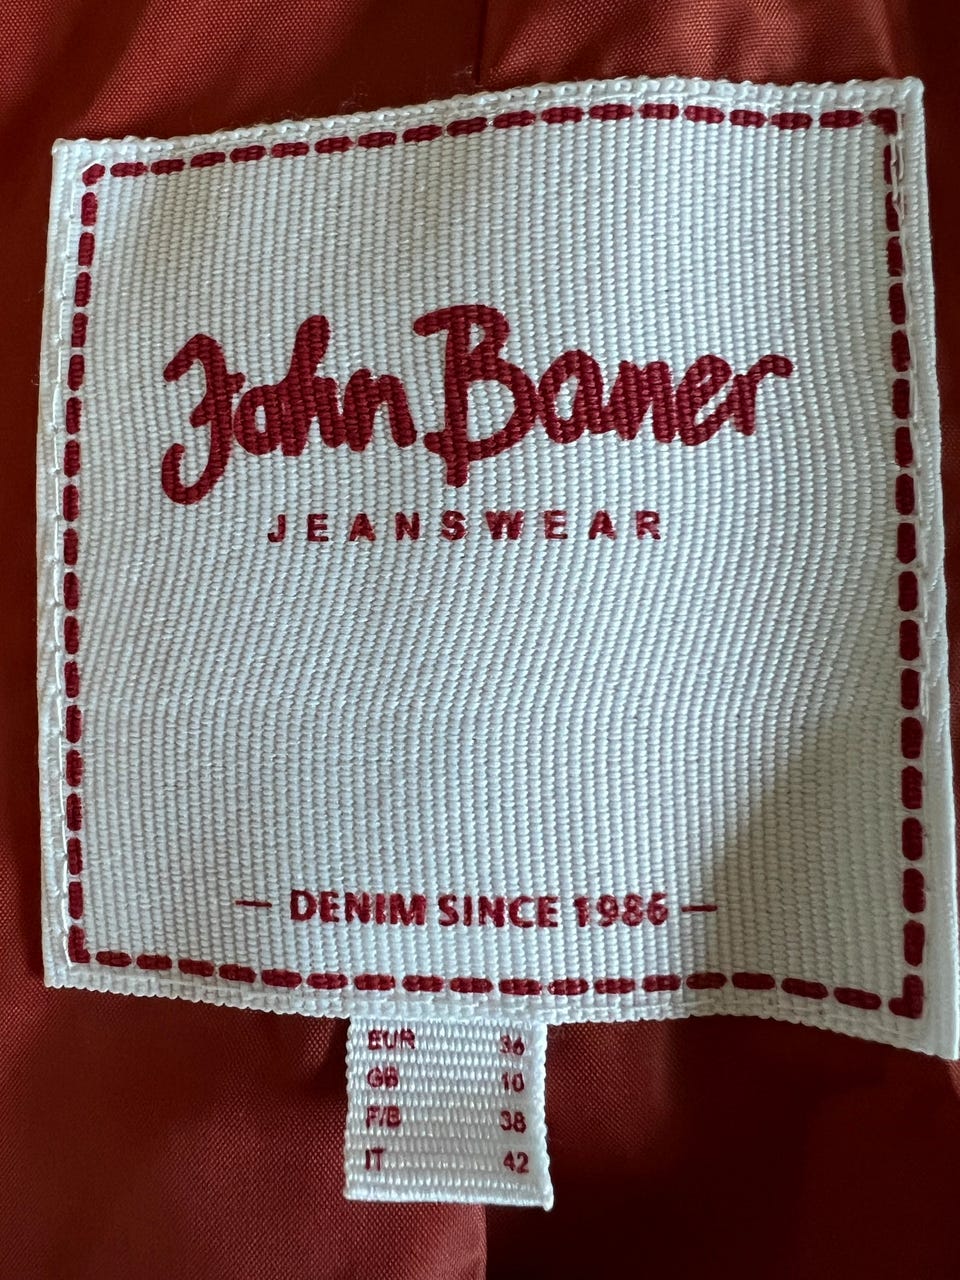 John Baner
JEANSWEAR
— DENIM SINCE 1986 —
EUR 36
GB 10
F/B 38
IT 42